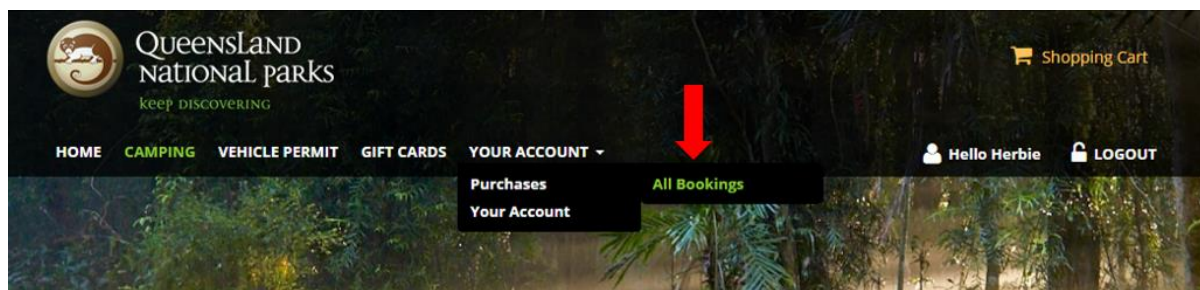 QueensLand
National parks
keep DISCOVERING
Shopping Cart
HOME CAMPING VEHICLE PERMIT GIFT CARDS YOUR ACCOUNT Hello Herbie LOGOUT
Purchases All Bookings
Your Account